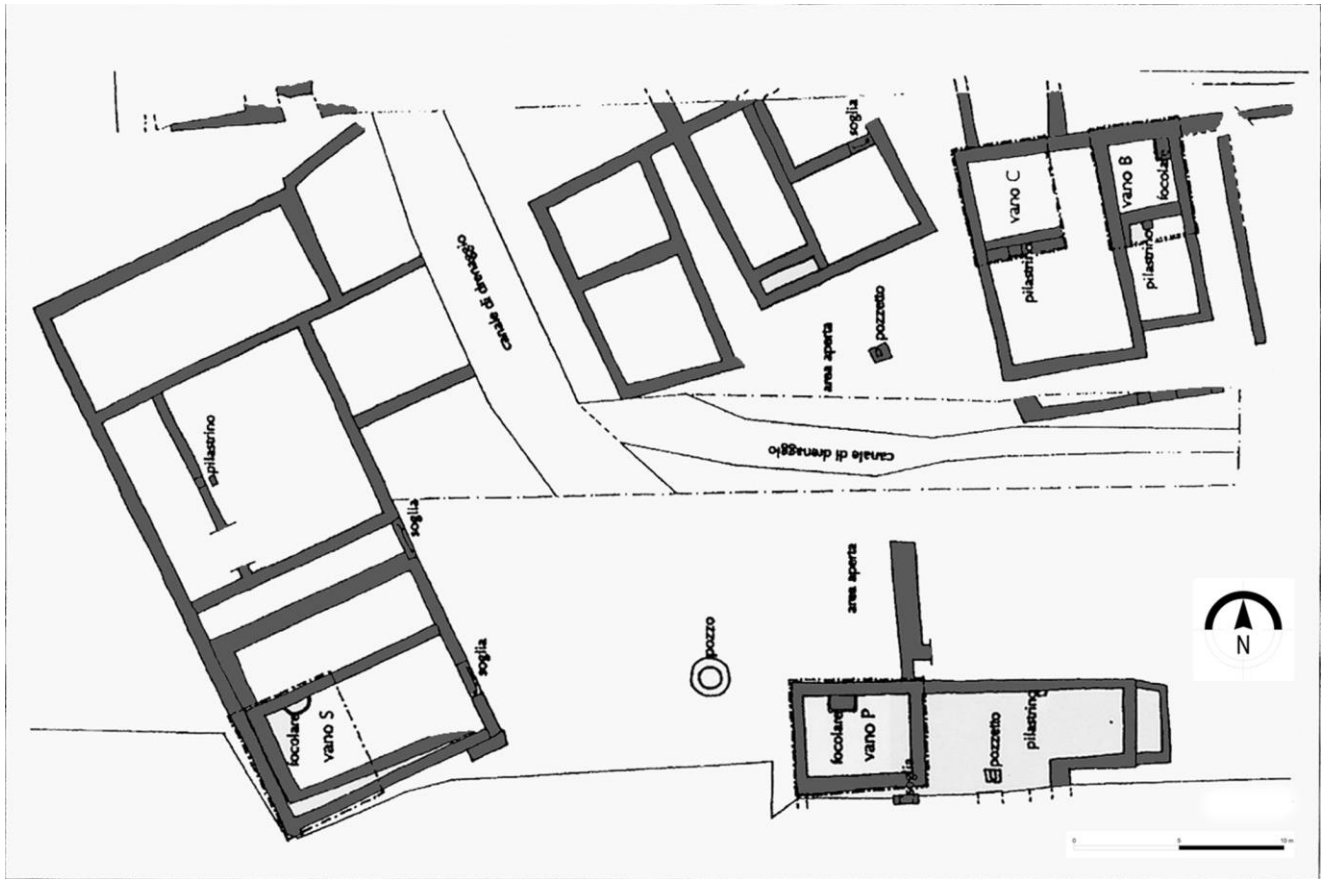 soglia
vano C
vano B
focolare
pilastrino
pilastrino
canale di drenaggio
pozzetto
area aperta
pilastrino
canale di drenaggio
soglia
area aperta
pozzo
soglia
N
focolare
vano S
focolare
vano P
soglia
pozzetto
pilastrino
0 5 10 m